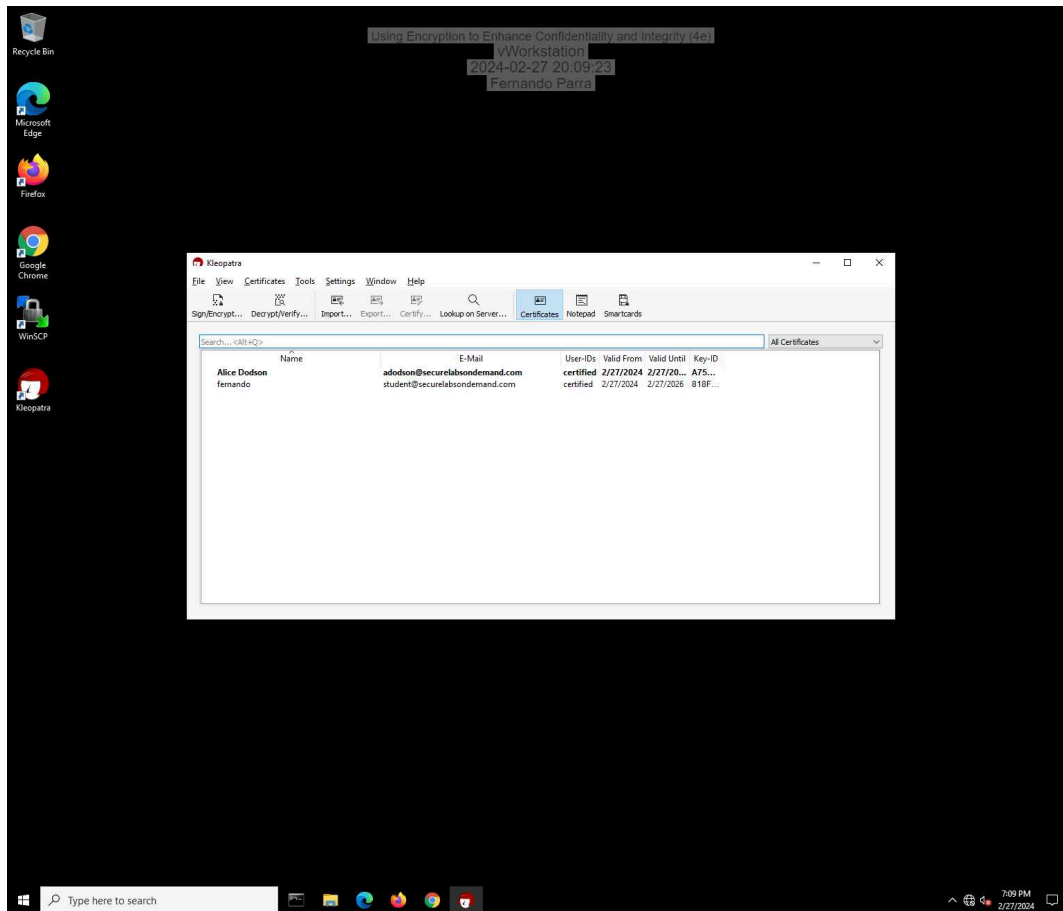 Using Encryption to Enhance Confidentiality and Integrity (4e)
vWorkstation
2024-02-27 20:09:23
Fernando Parra
Recycle Bin
Microsoft
Edge
Firefox
Google
Chrome
WinSCP
Kleopatra
Kleopatra
File View Certificates Tools Settings Window Help
Sign/Encrypt... Decrypt/Verify... Import... Export... Certify... Lookup on Server... Certificates Notepad Smartcards
Search...<Alt+Q> All Certificates
Name E-Mail User-IDs Valid From Valid Until Key-ID
Alice Dodson adodson@securelabsondemand.com certified 2/27/2024 2/27/20... A75...
fernando student@securelabsondemand.com certified 2/27/2024 2/27/2026 818F...
Type here to search
7:09 PM
2/27/2024